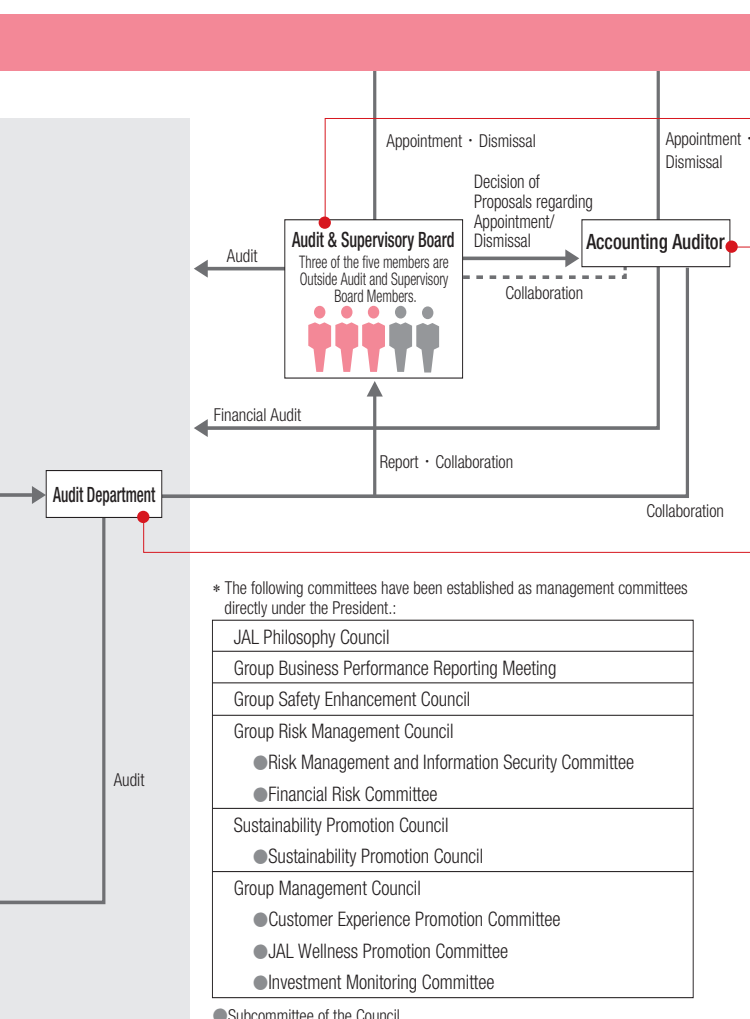 Appointment・Dismissal
Appointment・
Dismissal
Decision of
Proposals regarding
Appointment/
Dismissal
Audit & Supervisory Board
Three of the five members are
Outside Audit and Supervisory
Board Members.
Accounting Auditor
Audit
Collaboration
Financial Audit
Report・Collaboration
Audit Department
Collaboration
* The following committees have been established as management committees
directly under the President.:
JAL Philosophy Council
Group Business Performance Reporting Meeting
Group Safety Enhancement Council
Group Risk Management Council
●Risk Management and Information Security Committee
●Financial Risk Committee
Audit
Sustainability Promotion Council
●Sustainability Promotion Council
Group Management Council
●Customer Experience Promotion Committee
●JAL Wellness Promotion Committee
●Investment Monitoring Committee
●Subcommittee of the Council